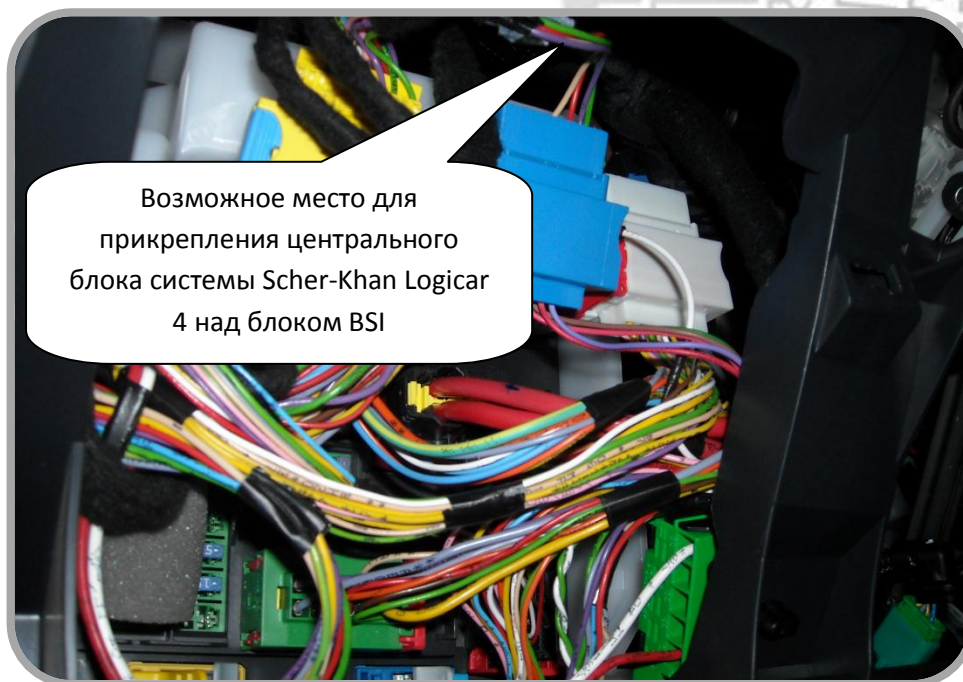 Возможное место для
прикрепления центрального
блока системы Scher-Khan Logicar
4 над блоком BSI